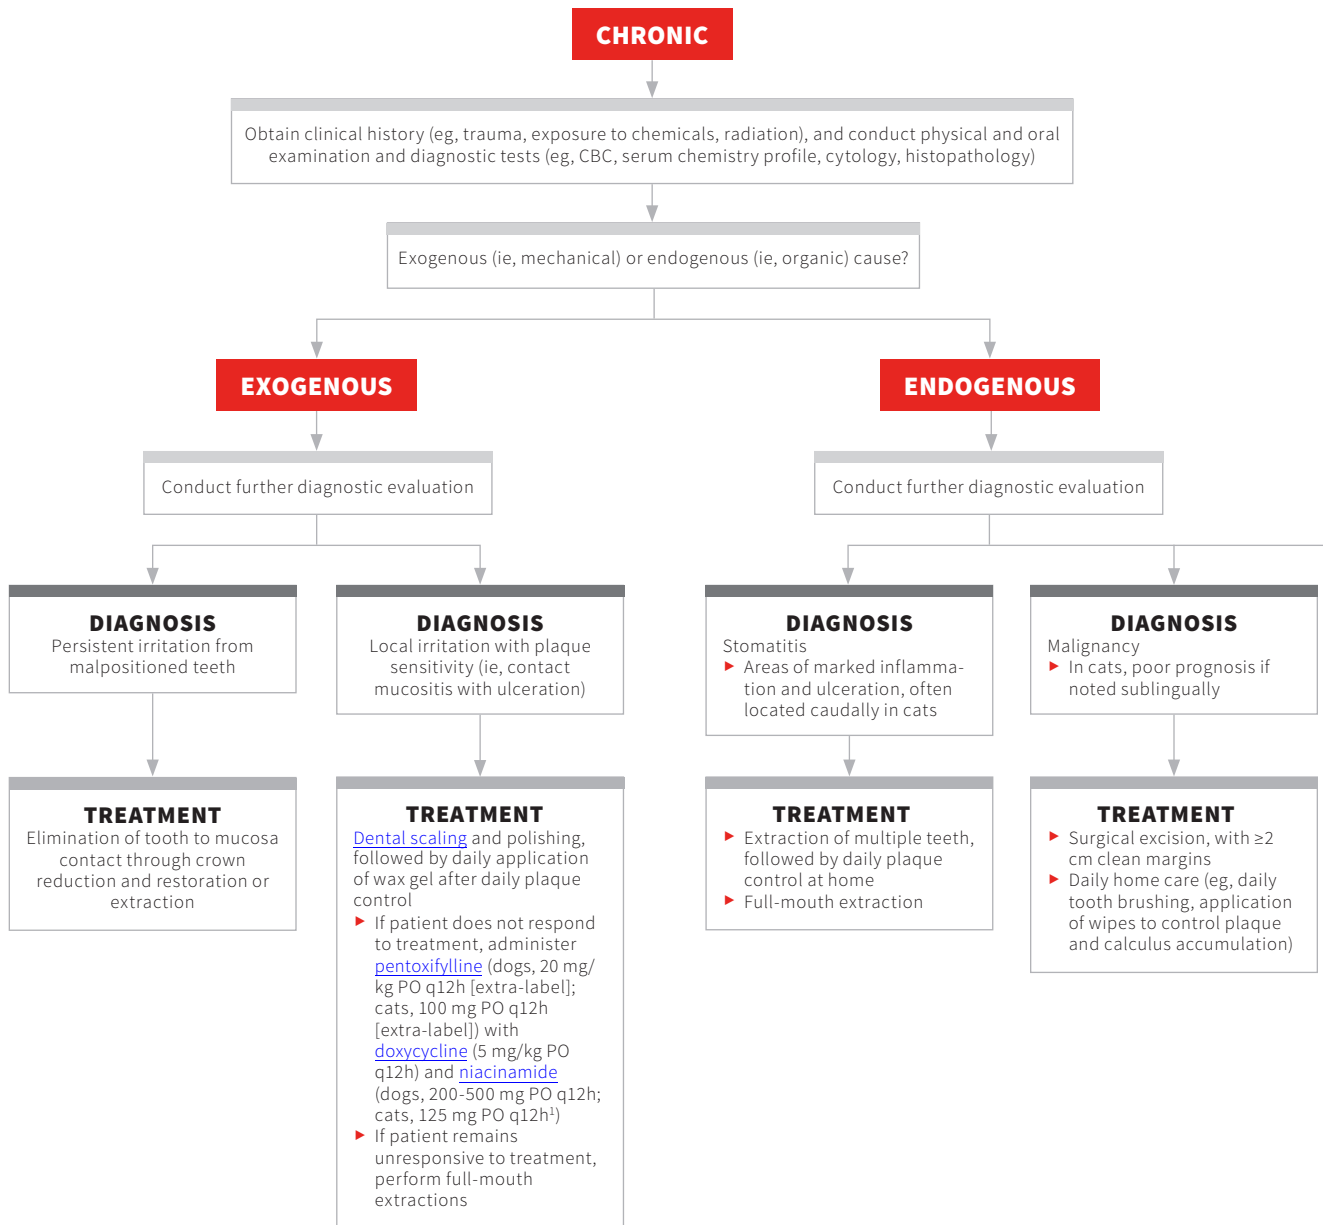 CHRONIC
Obtain clinical history (eg, trauma, exposure to chemicals, radiation), and conduct physical and oral
examination and diagnostic tests (eg, CBC, serum chemistry profile, cytology, histopathology)
Exogenous (ie, mechanical) or endogenous (ie, organic) cause?
EXOGENOUS
Conduct further diagnostic evaluation
DIAGNOSIS
Persistent irritation from
malpositioned teeth
TREATMENT
Elimination of tooth to mucosa
contact through crown
reduction and restoration or
extraction
DIAGNOSIS
Local irritation with plaque
sensitivity (ie, contact
mucositis with ulceration)
TREATMENT
Dental scaling and polishing,
followed by daily application
of wax gel after daily plaque
control
► If patient does not respond
to treatment, administer
pentoxifylline (dogs, 20 mg/
kg PO q12h [extra-label];
cats, 100 mg PO q12h
[extra-label]) with
doxycycline (5 mg/kg PO
q12h) and niacinamide
(dogs, 200-500 mg PO q12h;
cats, 125 mg PO q12h¹)
► If patient remains
unresponsive to treatment,
perform full-mouth
extractions
ENDOGENOUS
Conduct further diagnostic evaluation
DIAGNOSIS
Stomatitis
► Areas of marked inflamma-
tion and ulceration, often
located caudally in cats
TREATMENT
► Extraction of multiple teeth,
followed by daily plaque
control at home
► Full-mouth extraction
DIAGNOSIS
Malignancy
► In cats, poor prognosis if
noted sublingually
TREATMENT
► Surgical excision, with ≥2
cm clean margins
► Daily home care (eg, daily
tooth brushing, application
of wipes to control plaque
and calculus accumulation)